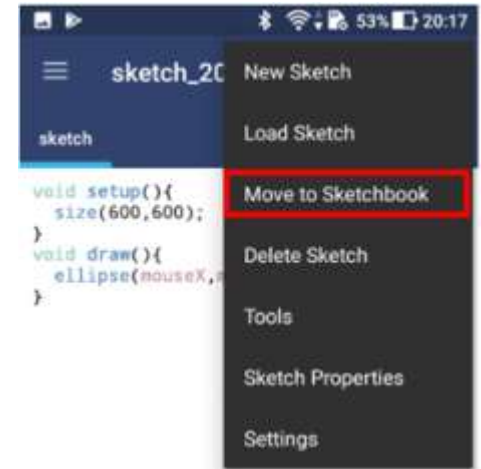 53% 20:17
sketch_20
New Sketch
sketch
Load Sketch
void setup(){
size(600,600);
}
void draw(){
ellipse(mouseX,
}
Move to Sketchbook
Delete Sketch
Tools
Sketch Properties
Settings